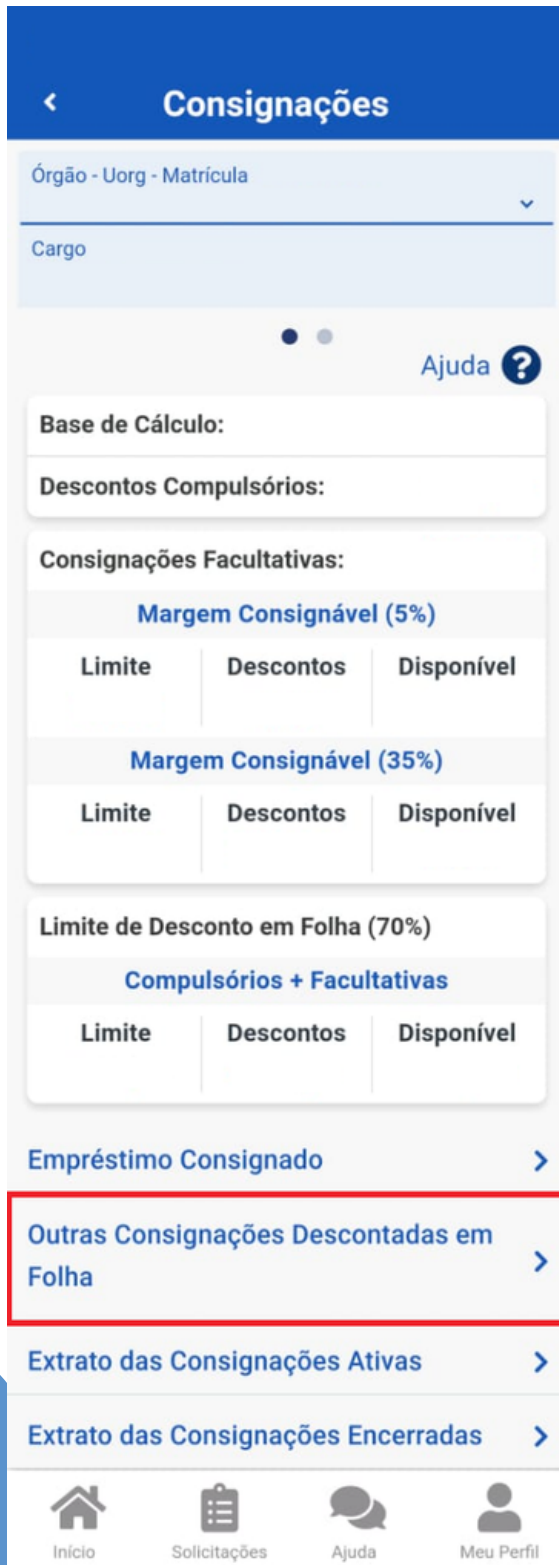 Consignações
Órgão - Uorg - Matrícula
Cargo
Ajuda ?
Base de Cálculo:
Descontos Compulsórios:
Consignações Facultativas:
Margem Consignável (5%)
Limite Descontos Disponível
Margem Consignável (35%)
Limite Descontos Disponível
Limite de Desconto em Folha (70%)
Compulsórios + Facultativas
Limite Descontos Disponível
Empréstimo Consignado
Outras Consignações Descontadas em
Folha
Extrato das Consignações Ativas
Extrato das Consignações Encerradas
Início Solicitações Ajuda Meu Perfil